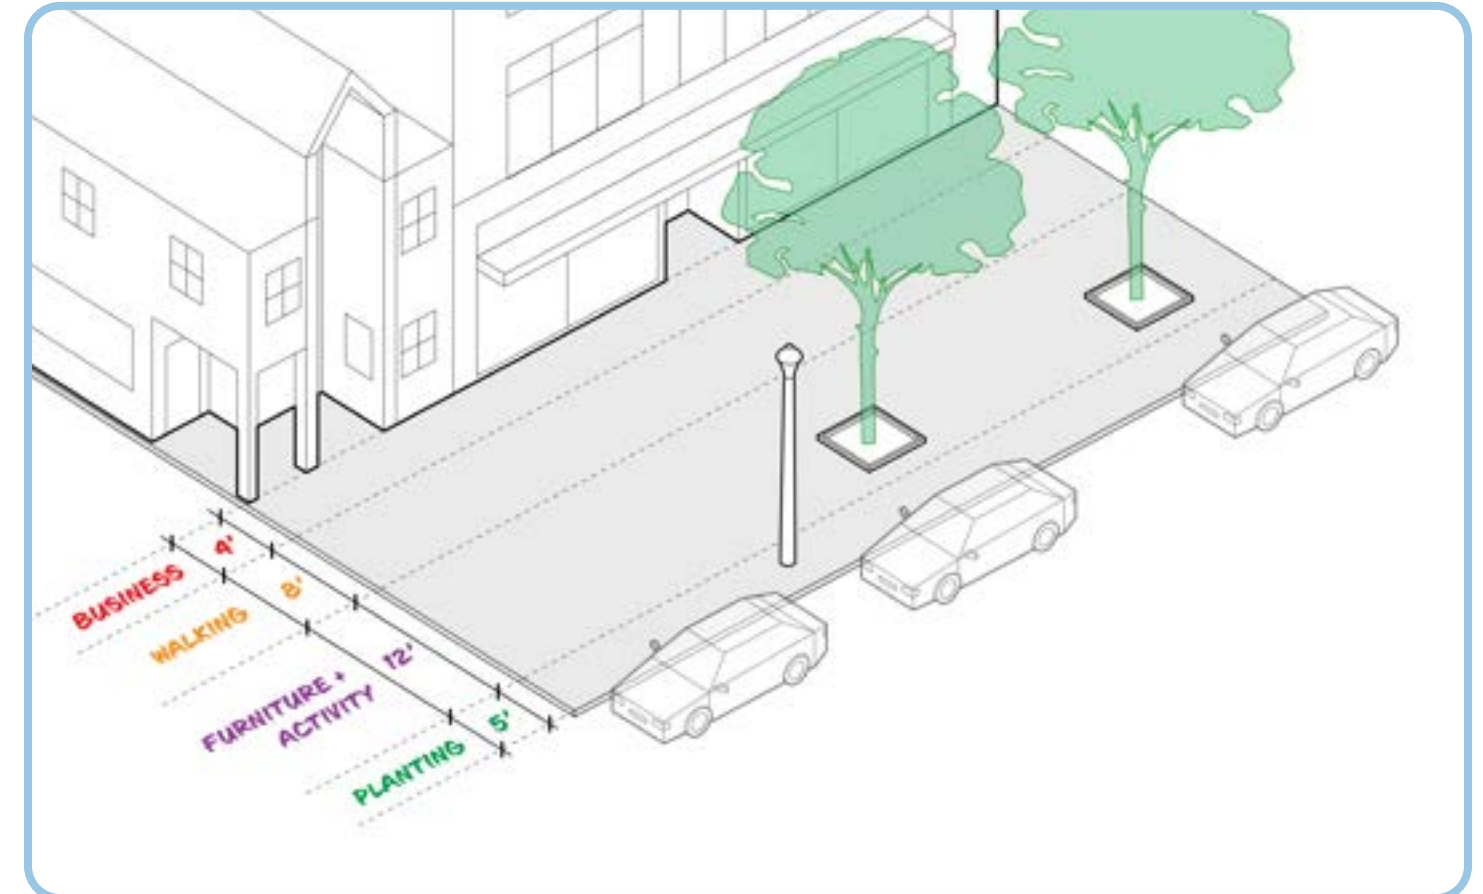 BUSINESS 4'
WALKING 8'
FURNITURE + 12'
ACTIVITY
PLANTING 5'